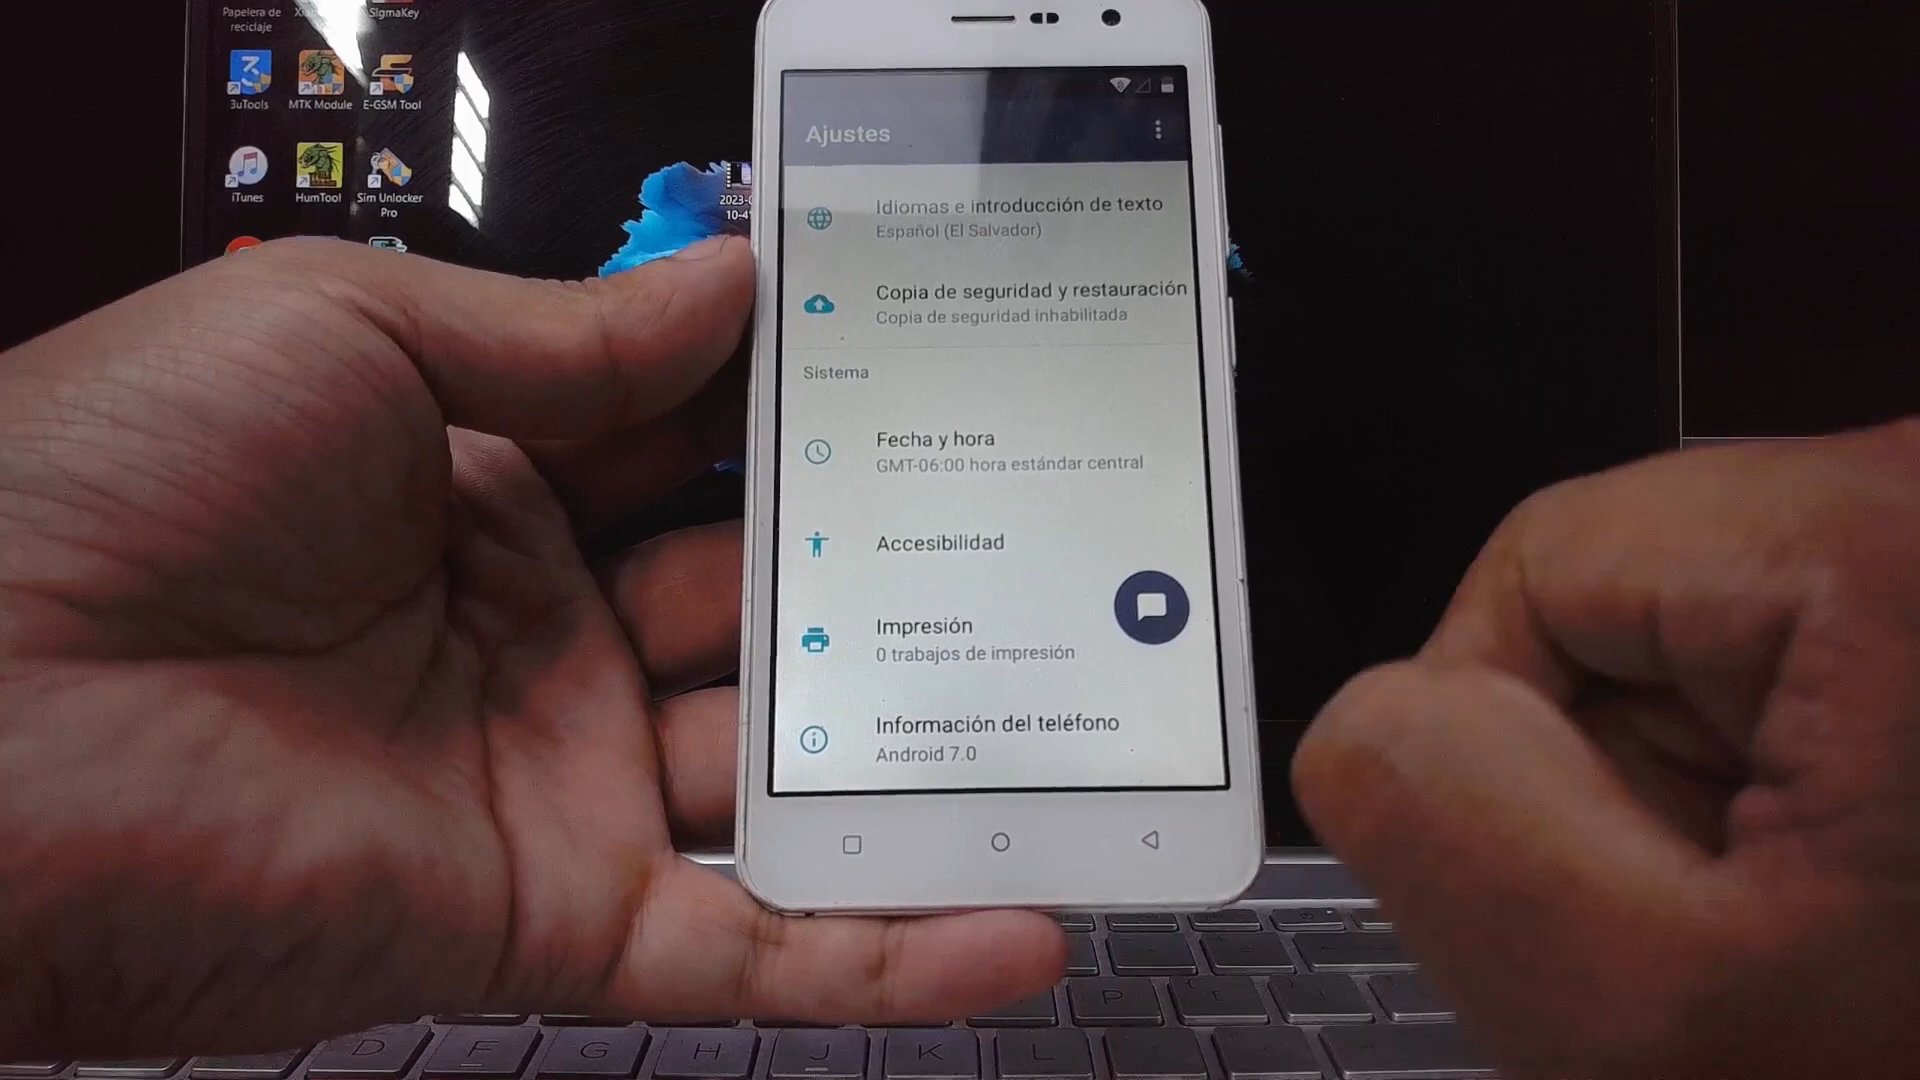 Papelera de
reciclaje
SigmaKey
3uTools
MTK Module
E-GSM Tool
iTunes
HumTool
Sim Unlocker
Pro
Ajustes
Idiomas e introducción de texto
Español (El Salvador)
Copia de seguridad y restauración
Copia de seguridad inhabilitada
Sistema
Fecha y hora
GMT-06:00 hora estándar central
Accesibilidad
Impresión
0 trabajos de impresión
Información del teléfono
Android 7.0
P
D
F
G
H
J
K
L